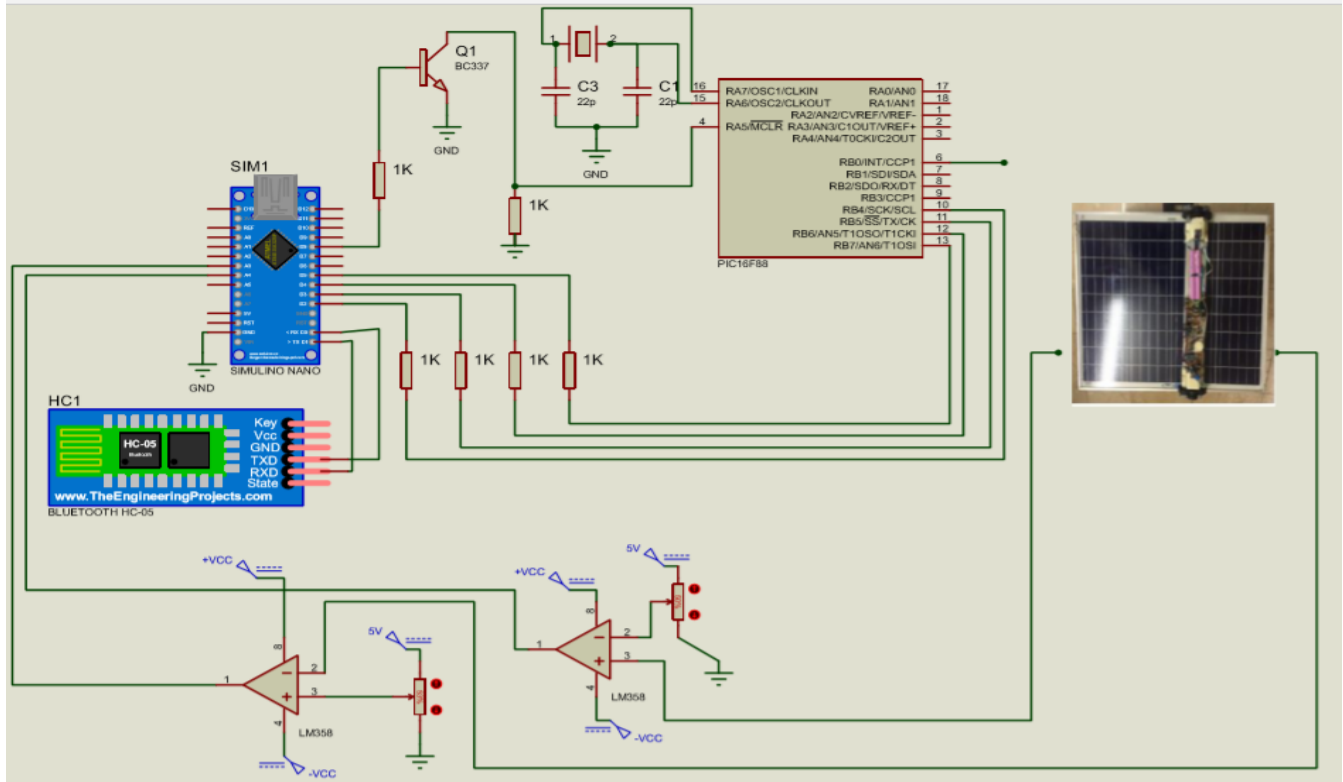 Q1
BC337
1
2
C3
22p
C1
22p
GND
GND
1K
1K
16
15
4
RA7/OSC1/CLKIN
RA6/OSC2/CLKOUT
RA5/MCLR
RA0/AN0
RA1/AN1
RA2/AN2/CVREF/VREF-
RA3/AN3/C1OUT/VREF+
RA4/AN4/T0CKI/C2OUT
RB0/INT/CCP1
RB1/SDI/SDA
RB2/SDO/RX/DT
RB3/CCP1
RB4/SCK/SCL
RB5/SS/TX/CK
RB6/AN5/T1OSO/T1CKI
RB7/AN6/T1OSI
17
18
1
2
3
6
7
8
9
10
11
12
13
PIC16F88
SIM1
SIMULINO NANO
GND
1K
1K
1K
1K
HC1
HC-05
Key
Vcc
GND
TXD
RXD
State
www.TheEngineeringProjects.com
BLUETOOTH HC-05
+VCC
8
1
2
3
4
LM358
-VCC
5V
+VCC
8
1
2
3
4
LM358
-VCC
5V